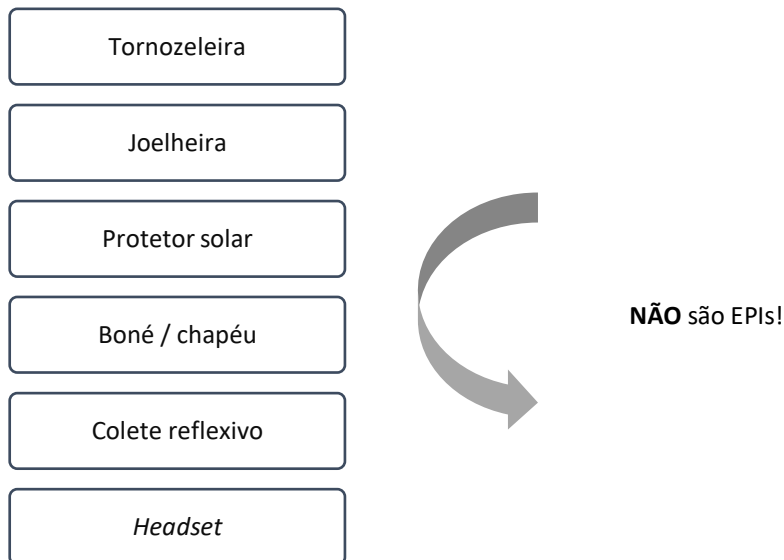 Tornozeleira
Joelheira
Protetor solar
Boné / chapéu
Colete reflexivo
Headset
NÃO são EPIs!